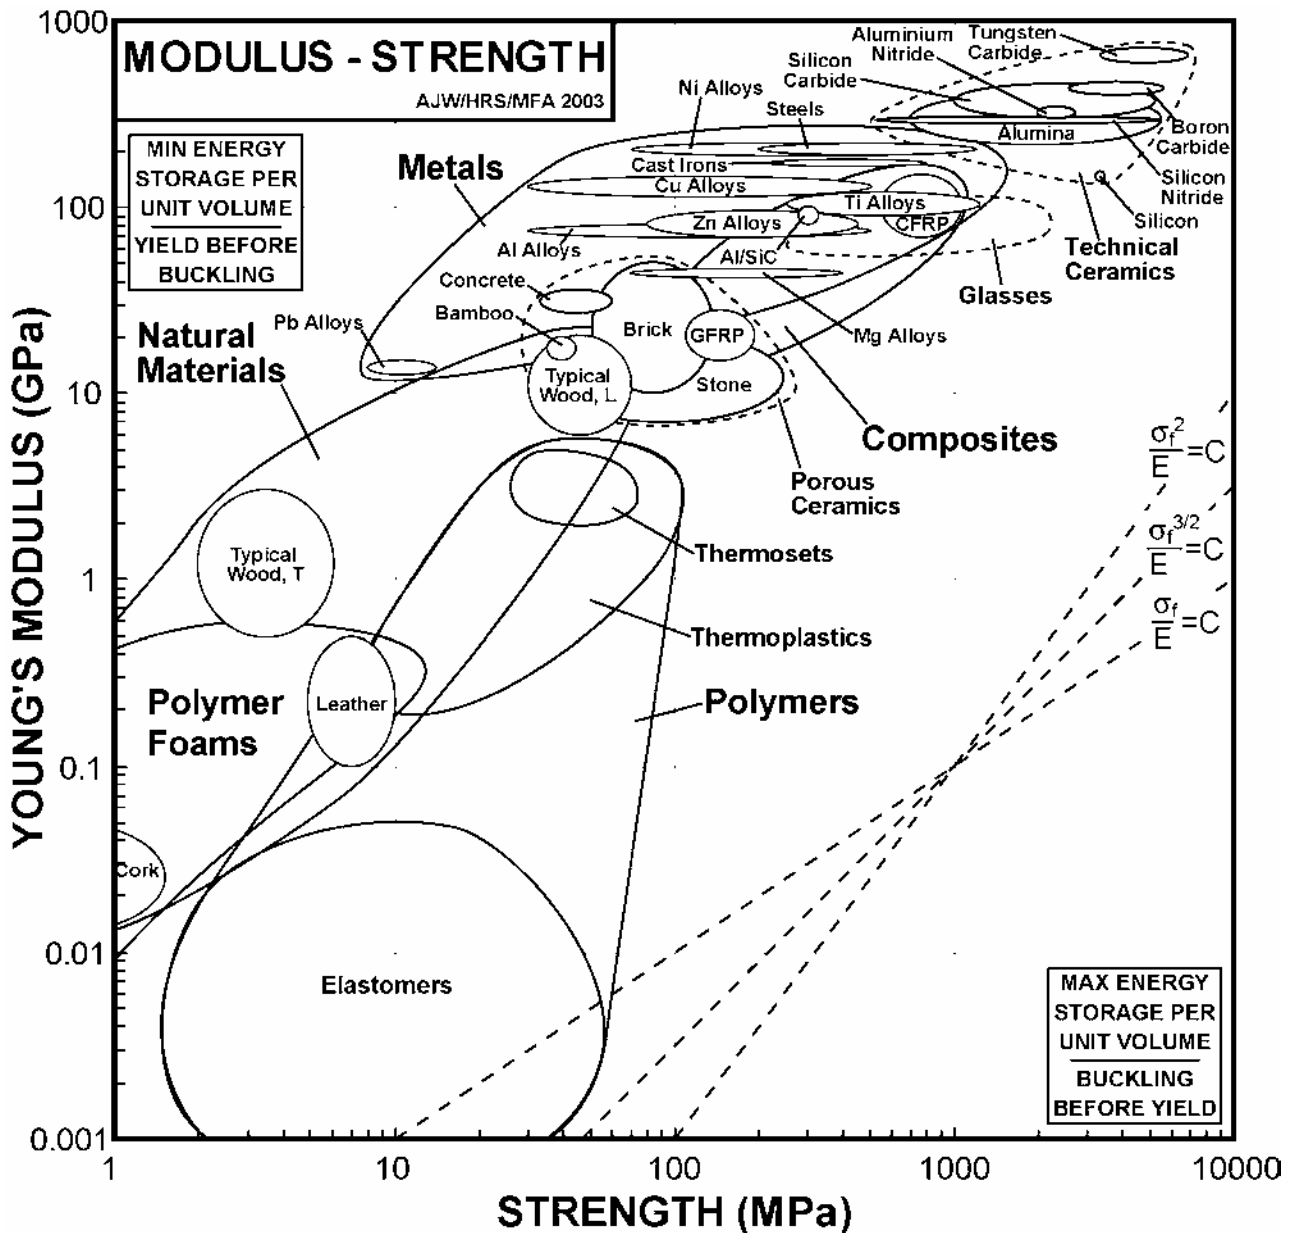 1000
MODULUS - STRENGTH
AJW/HRS/MFA 2003
MIN ENERGY
STORAGE PER
UNIT VOLUME
YIELD BEFORE
BUCKLING
Metals
Ni Alloys
Steels
Silicon
Carbide
Aluminium
Nitride
Tungsten
Carbide
Alumina
Boron
Carbide
Silicon
Nitride
Silicon
Technical
Ceramics
Cast Irons
Cu Alloys
100
Ti Alloys
Zn Alloys
CFRP
Al Alloys
Al/SiC
Glasses
Concrete
Bamboo
Pb Alloys
Brick
GFRP
Mg Alloys
Natural
Materials
Typical
Wood, L
Stone
10
Composites
Porous
Ceramics
σf²/E=C
σf³/²/E=C
σf/E=C
Thermosets
Typical
Wood, T
1
Thermoplastics
Polymer
Foams
Leather
Polymers
0.1
Cork
0.01
Elastomers
MAX ENERGY
STORAGE PER
UNIT VOLUME
BUCKLING
BEFORE YIELD
0.001
YOUNG'S MODULUS (GPa)
1 10 100 1000 10000
STRENGTH (MPa)